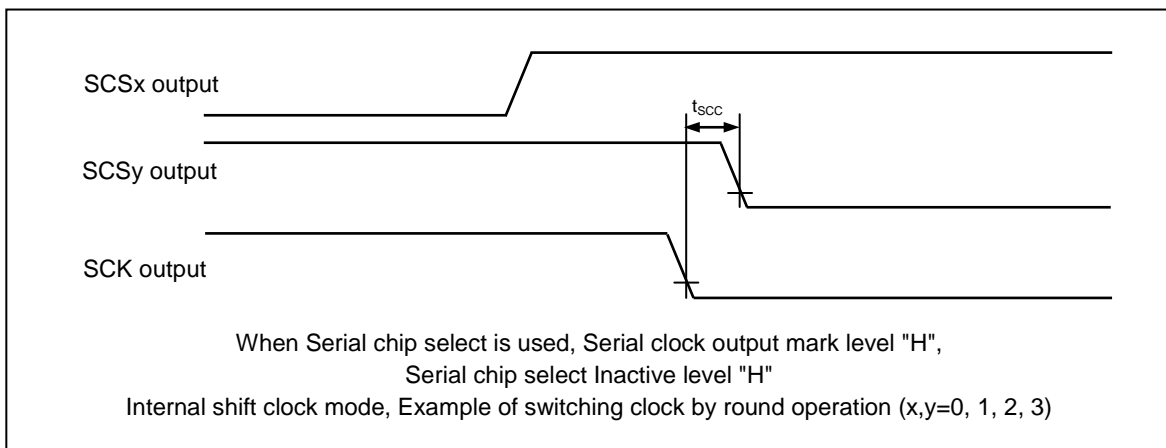 SCSx output
tSCC
SCSy output
SCK output
When Serial chip select is used, Serial clock output mark level "H",
Serial chip select Inactive level "H"
Internal shift clock mode, Example of switching clock by round operation (x,y=0, 1, 2, 3)